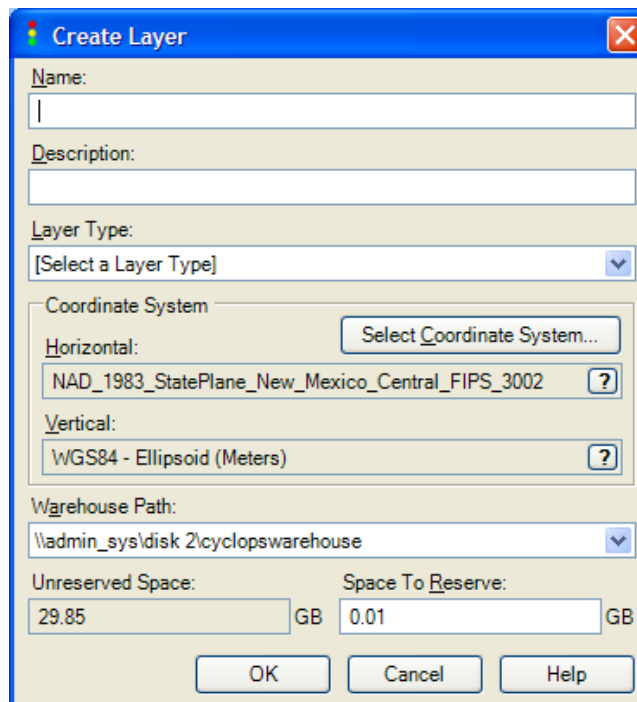 Create Layer
Name:
Description:
Layer Type:
[Select a Layer Type]
Coordinate System
Select Coordinate System...
Horizontal:
NAD_1983_StatePlane_New_Mexico_Central_FIPS_3002 ?
Vertical:
WGS84 - Ellipsoid (Meters) ?
Warehouse Path:
\\admin_sys\disk 2\cyclopswarehouse
Unreserved Space: Space To Reserve:
29.85 GB 0.01 GB
OK Cancel Help